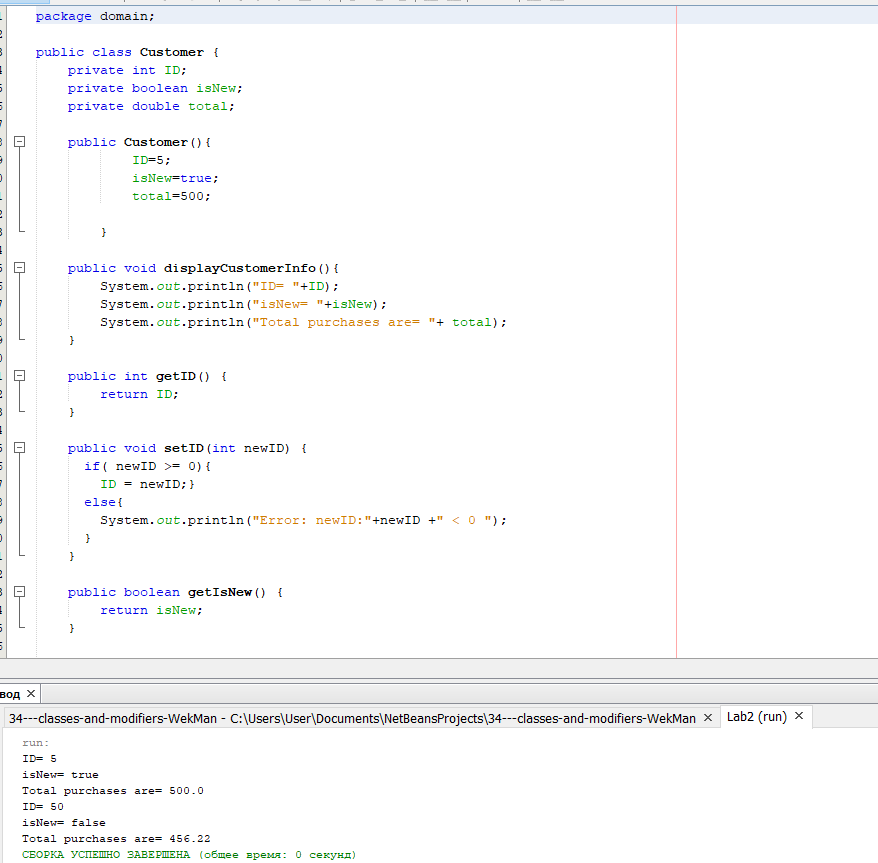 package domain;
public class Customer {
private int ID;
private boolean isNew;
private double total;
public Customer(){
ID=5;
isNew=true;
total=500;
}
public void displayCustomerInfo(){
System.out.println("ID= "+ID);
System.out.println("isNew= "+isNew);
System.out.println("Total purchases are= "+ total);
}
public int getID() {
return ID;
}
public void setID(int newID) {
if( newID >= 0){
ID = newID;}
else{
System.out.println("Error: newID:"+newID +" < 0 ");
}
}
public boolean getIsNew() {
return isNew;
}
вод ×
34---classes-and-modifiers-WekMan - C:\Users\User\Documents\NetBeansProjects\34---classes-and-modifiers-WekMan × Lab2 (run) ×
run:
ID= 5
isNew= true
Total purchases are= 500.0
ID= 50
isNew= false
Total purchases are= 456.22
СБОРКА УСПЕШНО ЗАВЕРШЕНА (общее время: 0 секунд)